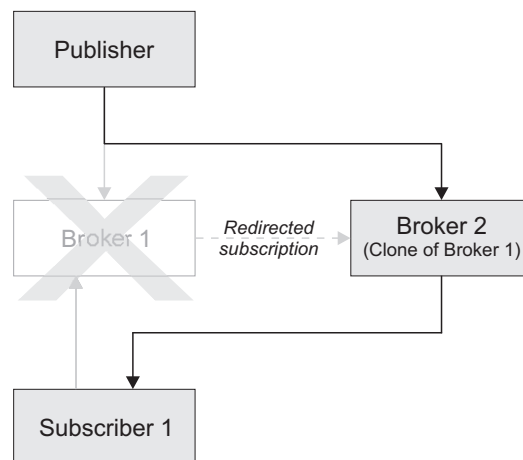 Publisher
Broker 1
Redirected
subscription
Broker 2
(Clone of Broker 1)
Subscriber 1